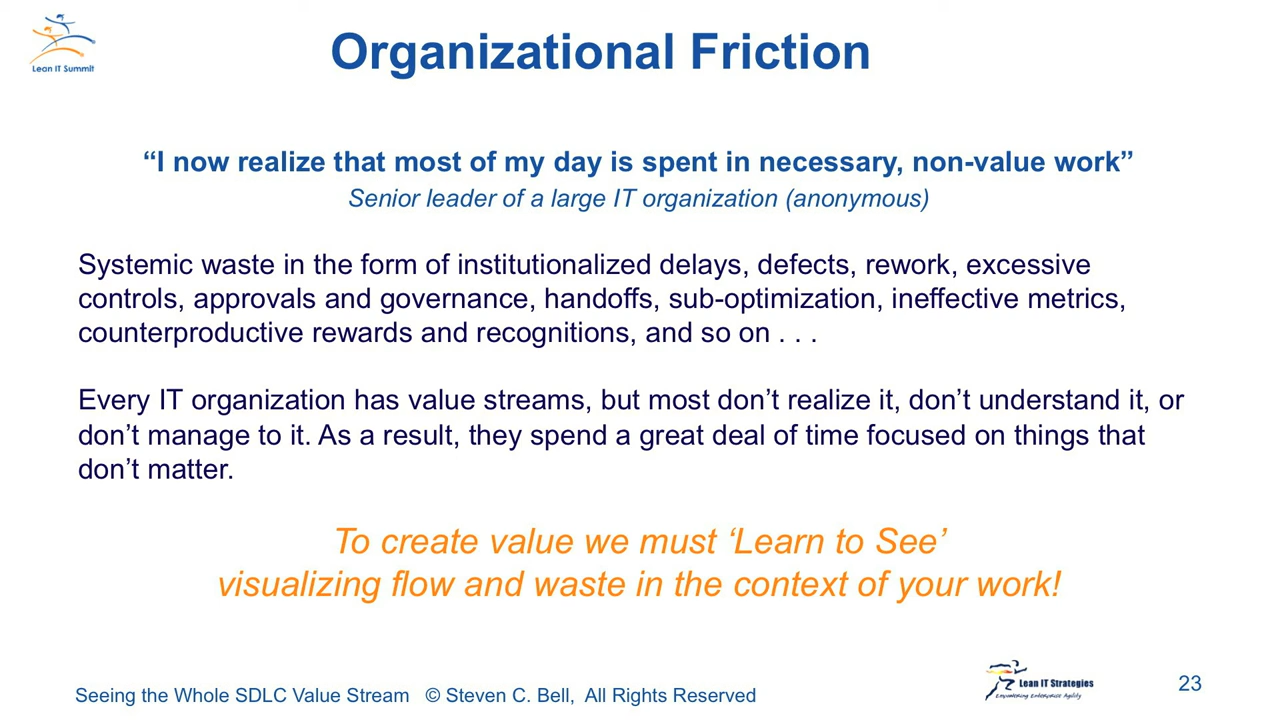 Lean IT Summit
Organizational Friction
“I now realize that most of my day is spent in necessary, non-value work”
Senior leader of a large IT organization (anonymous)
Systemic waste in the form of institutionalized delays, defects, rework, excessive
controls, approvals and governance, handoffs, sub-optimization, ineffective metrics,
counterproductive rewards and recognitions, and so on . . .
Every IT organization has value streams, but most don’t realize it, don’t understand it, or
don’t manage to it. As a result, they spend a great deal of time focused on things that
don’t matter.
To create value we must ‘Learn to See’
visualizing flow and waste in the context of your work!
Lean IT Strategies
Empowering Enterprise Agility
23
Seeing the Whole SDLC Value Stream © Steven C. Bell, All Rights Reserved